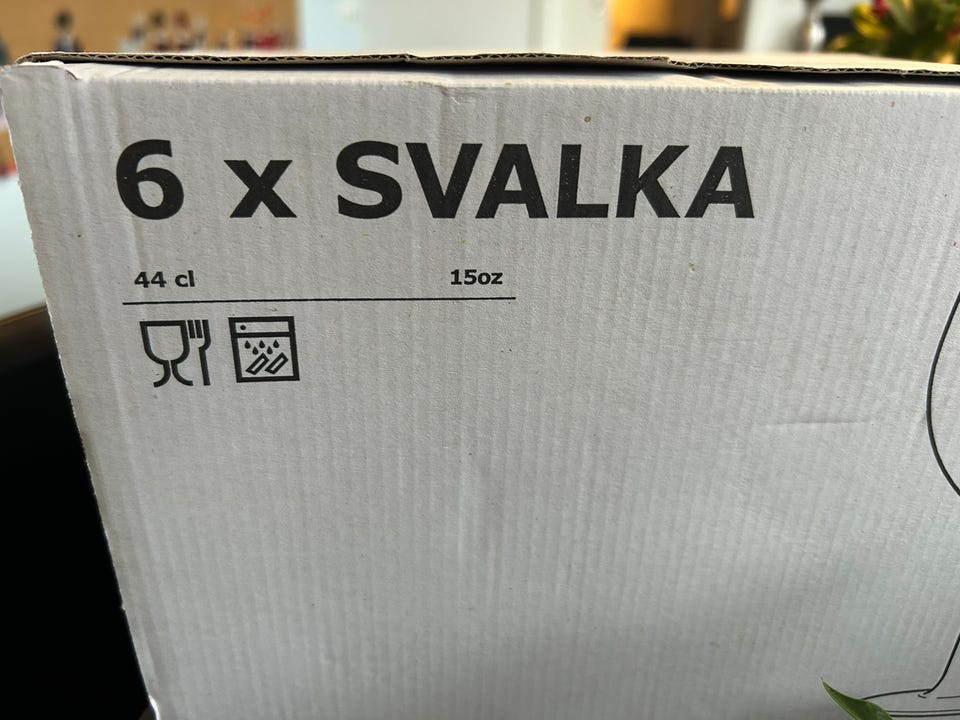 6 x SVALKA
44 cl 15oz